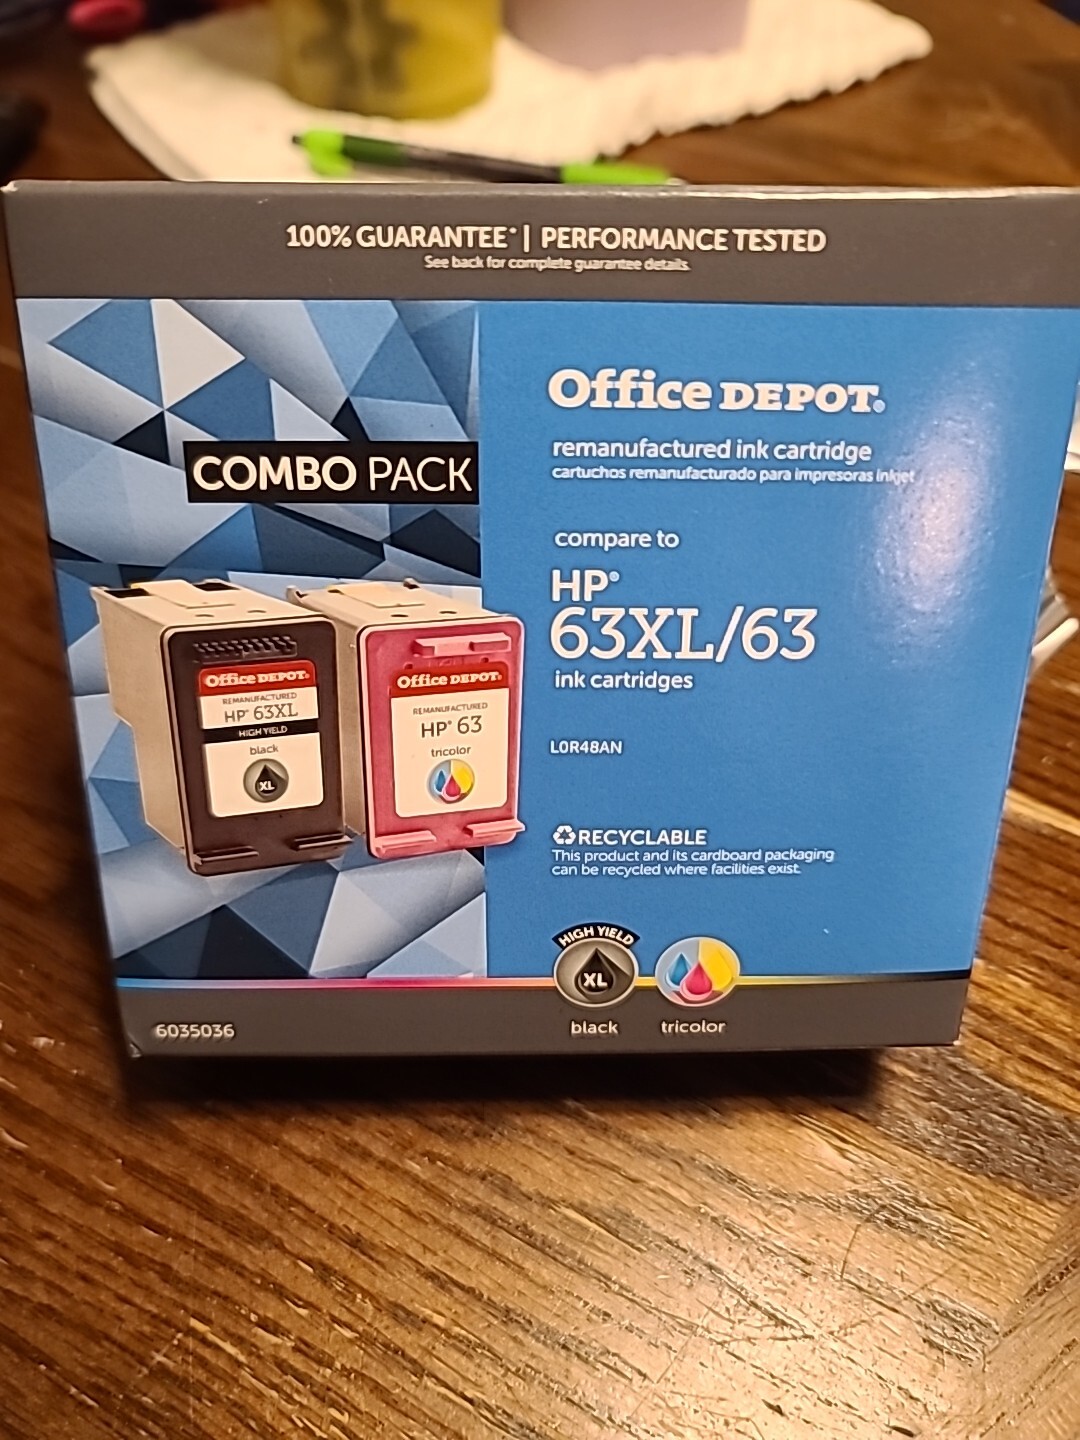 100% GUARANTEE* | PERFORMANCE TESTED
See back for complete guarantee details.
COMBO PACK
Office DEPOT®
remanufactured ink cartridge
cartuchos remanufacturado para impresoras inkjet
compare to
HP®
63XL/63
ink cartridges
L0R48AN
Office DEPOT®
REMANUFACTURED
HP® 63XL
HIGH YIELD
black
XL
Office DEPOT®
REMANUFACTURED
HP® 63
tricolor
RECYCLABLE
This product and its cardboard packaging
can be recycled where facilities exist.
HIGH YIELD
XL
black
tricolor
6035036